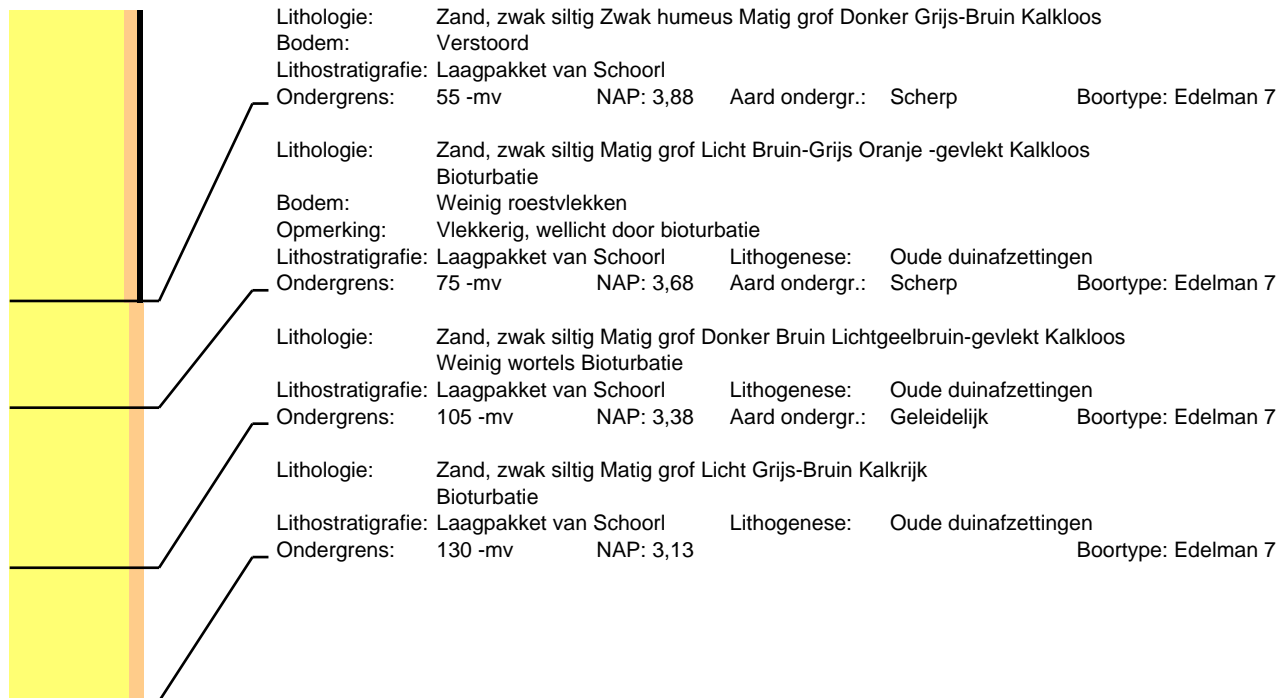 Lithologie: Zand, zwak siltig Zwak humeus Matig grof Donker Grijs-Bruin Kalkloos
Bodem: Verstoord
Lithostratigrafie: Laagpakket van Schoorl
Ondergrens: 55 -mv NAP: 3,88 Aard ondergr.: Scherp Boortype: Edelman 7
Lithologie: Zand, zwak siltig Matig grof Licht Bruin-Grijs Oranje -gevlekt Kalkloos
Bioturbatie
Bodem: Weinig roestvlekken
Opmerking: Vlekkerig, wellicht door bioturbatie
Lithostratigrafie: Laagpakket van Schoorl Lithogenese: Oude duinafzettingen
Ondergrens: 75 -mv NAP: 3,68 Aard ondergr.: Scherp Boortype: Edelman 7
Lithologie: Zand, zwak siltig Matig grof Donker Bruin Lichtgeelbruin-gevlekt Kalkloos
Weinig wortels Bioturbatie
Lithostratigrafie: Laagpakket van Schoorl Lithogenese: Oude duinafzettingen
Ondergrens: 105 -mv NAP: 3,38 Aard ondergr.: Geleidelijk Boortype: Edelman 7
Lithologie: Zand, zwak siltig Matig grof Licht Grijs-Bruin Kalkrijk
Bioturbatie
Lithostratigrafie: Laagpakket van Schoorl Lithogenese: Oude duinafzettingen
Ondergrens: 130 -mv NAP: 3,13 Boortype: Edelman 7